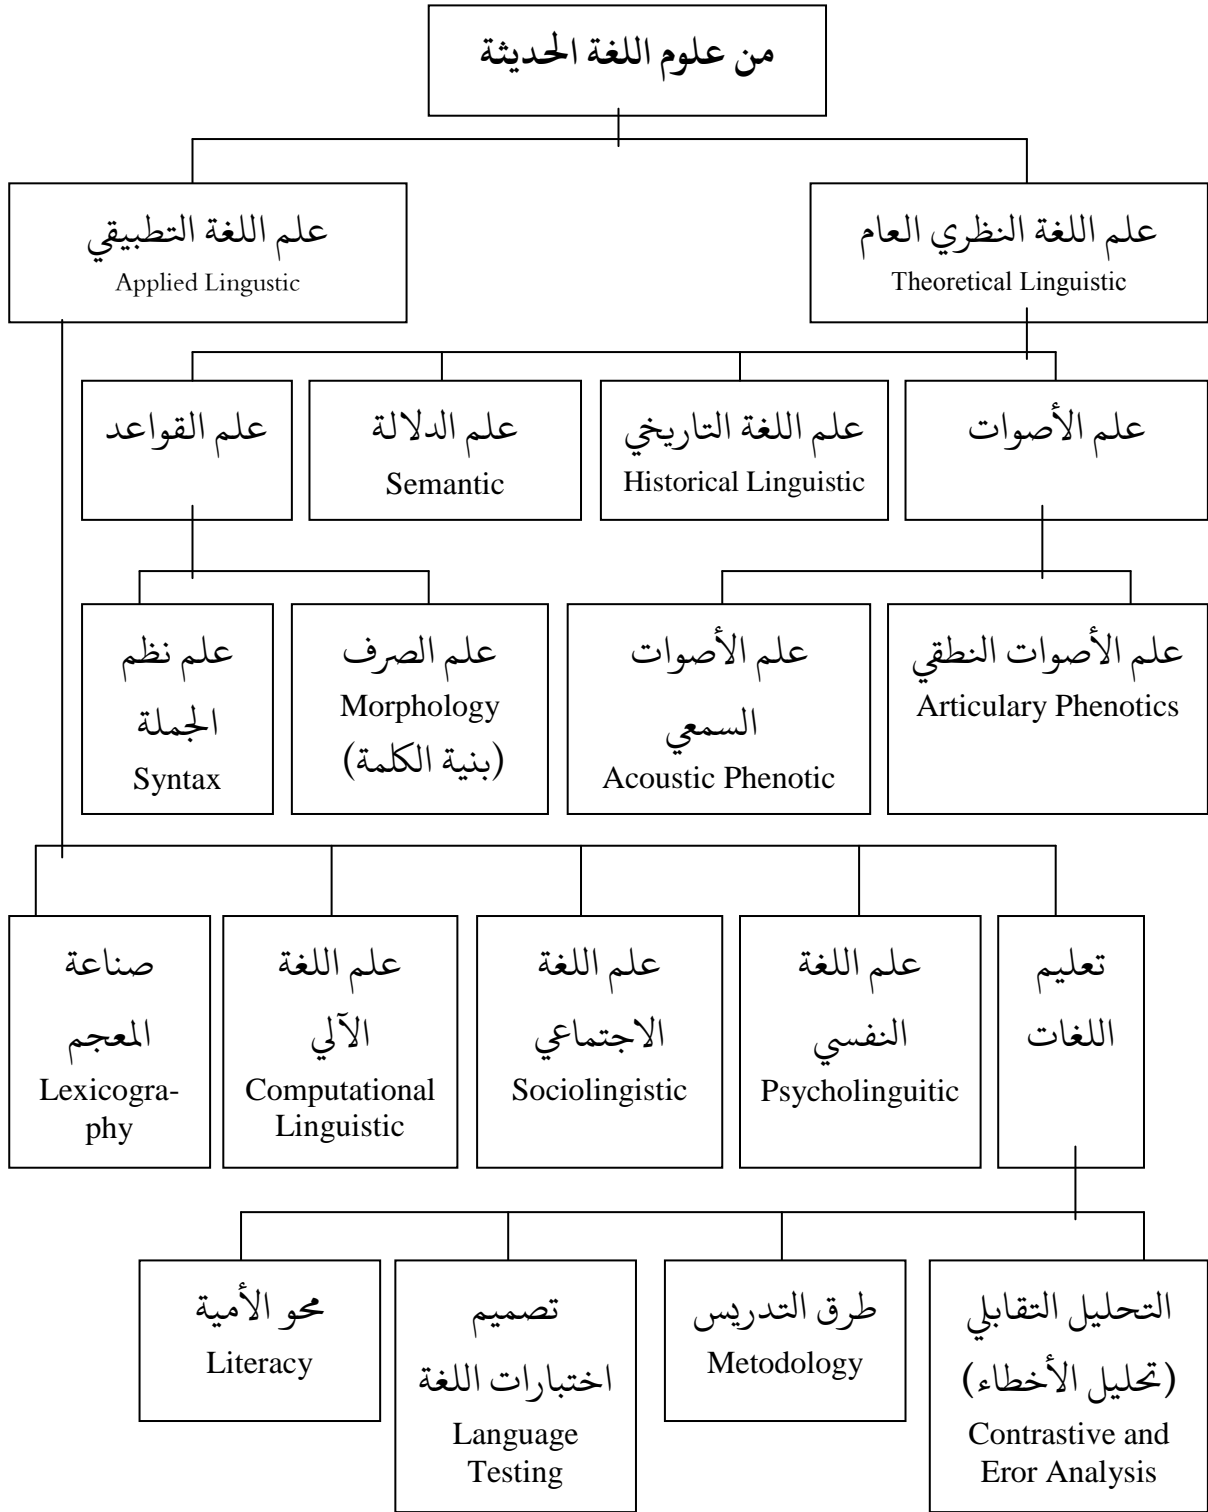 من علوم اللغة الحديثة
علم اللغة النظري العام
Theoretical Linguistic
علم اللغة التطبيقي
Applied Lingustic
علم الأصوات
علم اللغة التاريخي
Historical Linguistic
علم الدلالة
Semantic
علم القواعد
علم الأصوات النطقي
Articulary Phenotics
علم الأصوات
السمعي
Acoustic Phenotic
علم الصرف
Morphology
(بنية الكلمة)
علم نظم
الجملة
Syntax
تعليم
اللغات
علم اللغة
النفسي
Psycholinguitic
علم اللغة
الاجتماعي
Sociolingistic
علم اللغة
الآلي
Computational
Linguistic
صناعة
المعجم
Lexicogra-
phy
التحليل التقابلي
(تحليل الأخطاء)
Contrastive and
Eror Analysis
طرق التدريس
Metodology
تصميم
اختبارات اللغة
Language
Testing
محو الأمية
Literacy